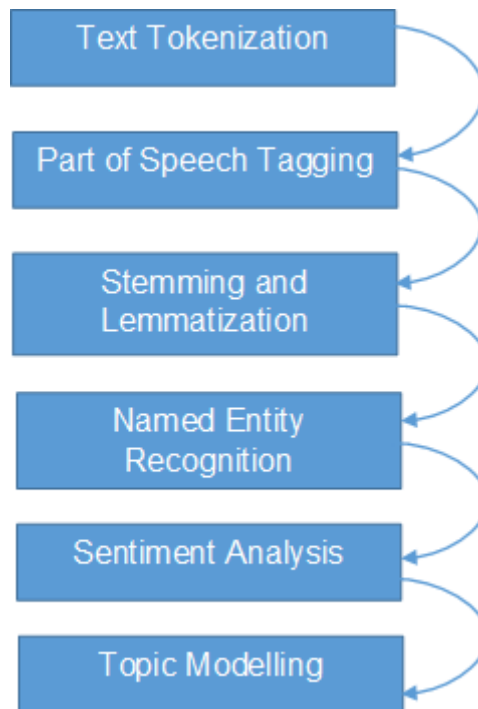 Text Tokenization
Part of Speech Tagging
Stemming and
Lemmatization
Named Entity
Recognition
Sentiment Analysis
Topic Modelling